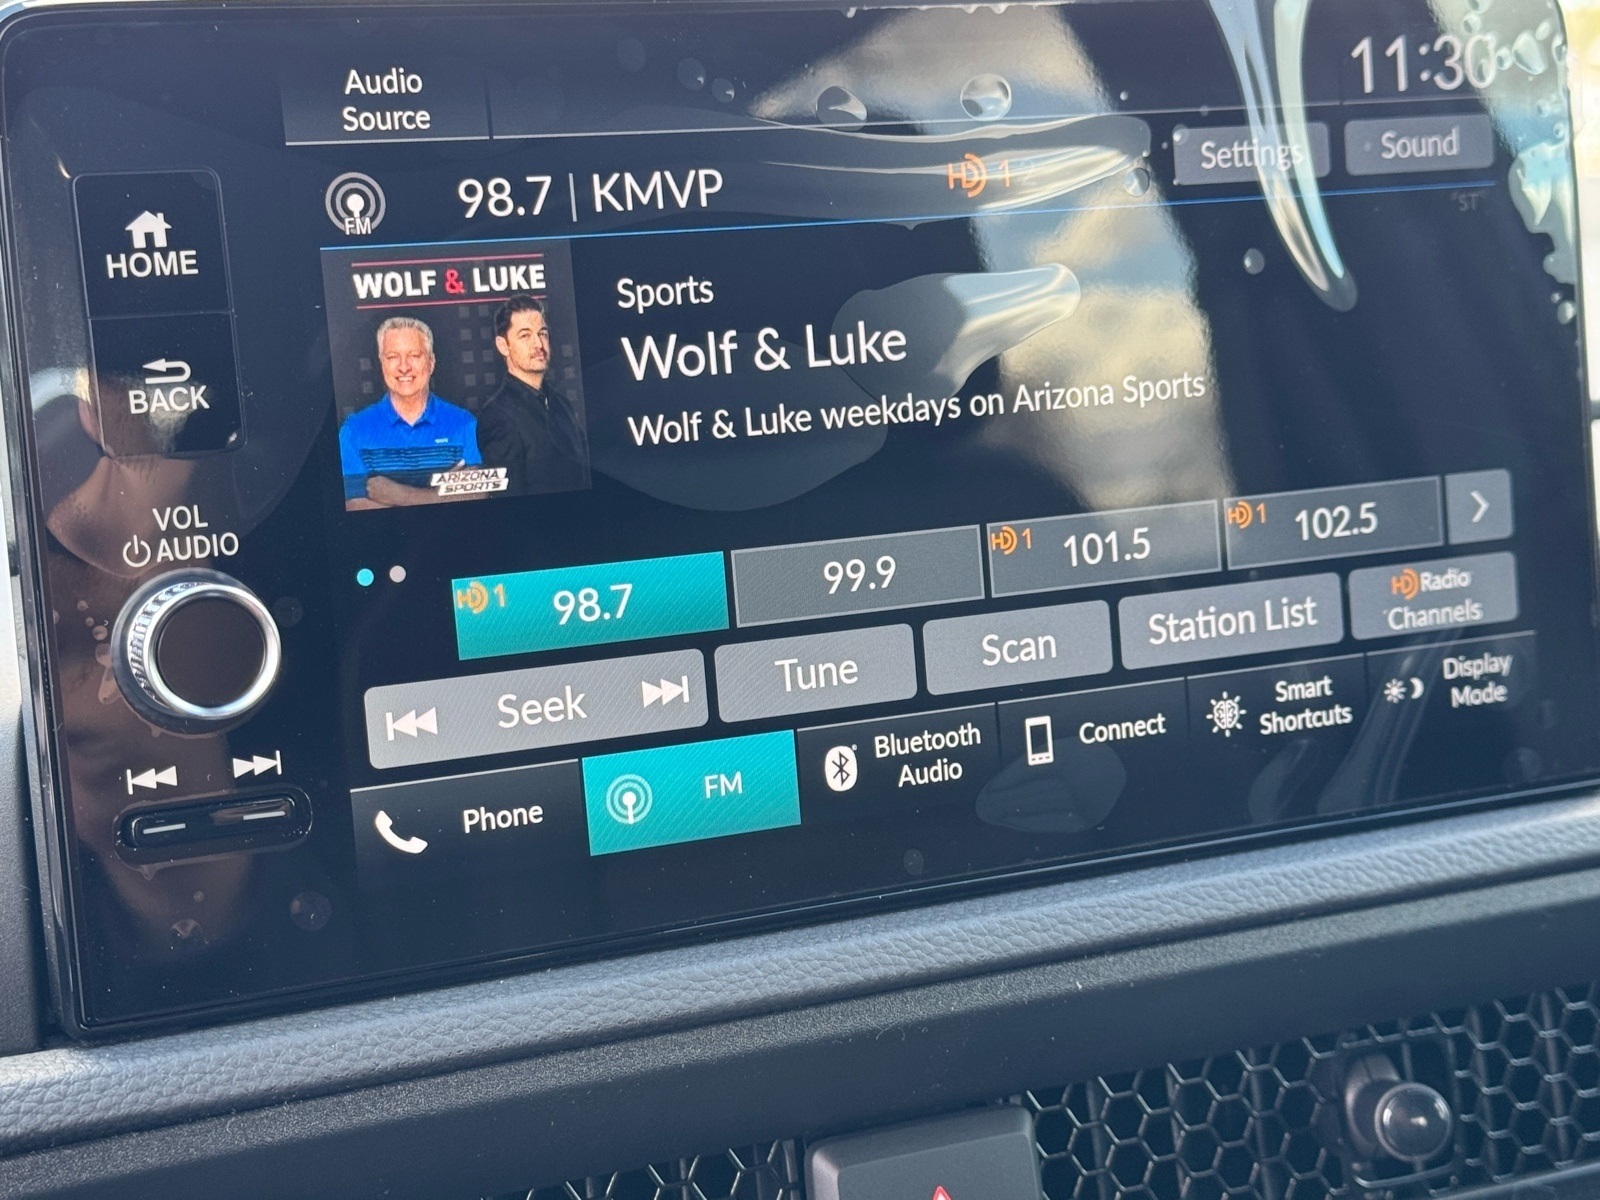 Audio
Source
11:30
Settings
Sound
HOME
FM
98.7 | KMVP
HD 1
ST
WOLF & LUKE
ARIZONA
SPORTS
Sports
Wolf & Luke
Wolf & Luke weekdays on Arizona Sports
BACK
VOL
AUDIO
HD 1
98.7
99.9
HD 1
101.5
HD 1
102.5
Seek
Tune
Scan
Station List
HD Radio
Channels
Phone
FM
Bluetooth
Audio
Connect
Smart
Shortcuts
Display
Mode